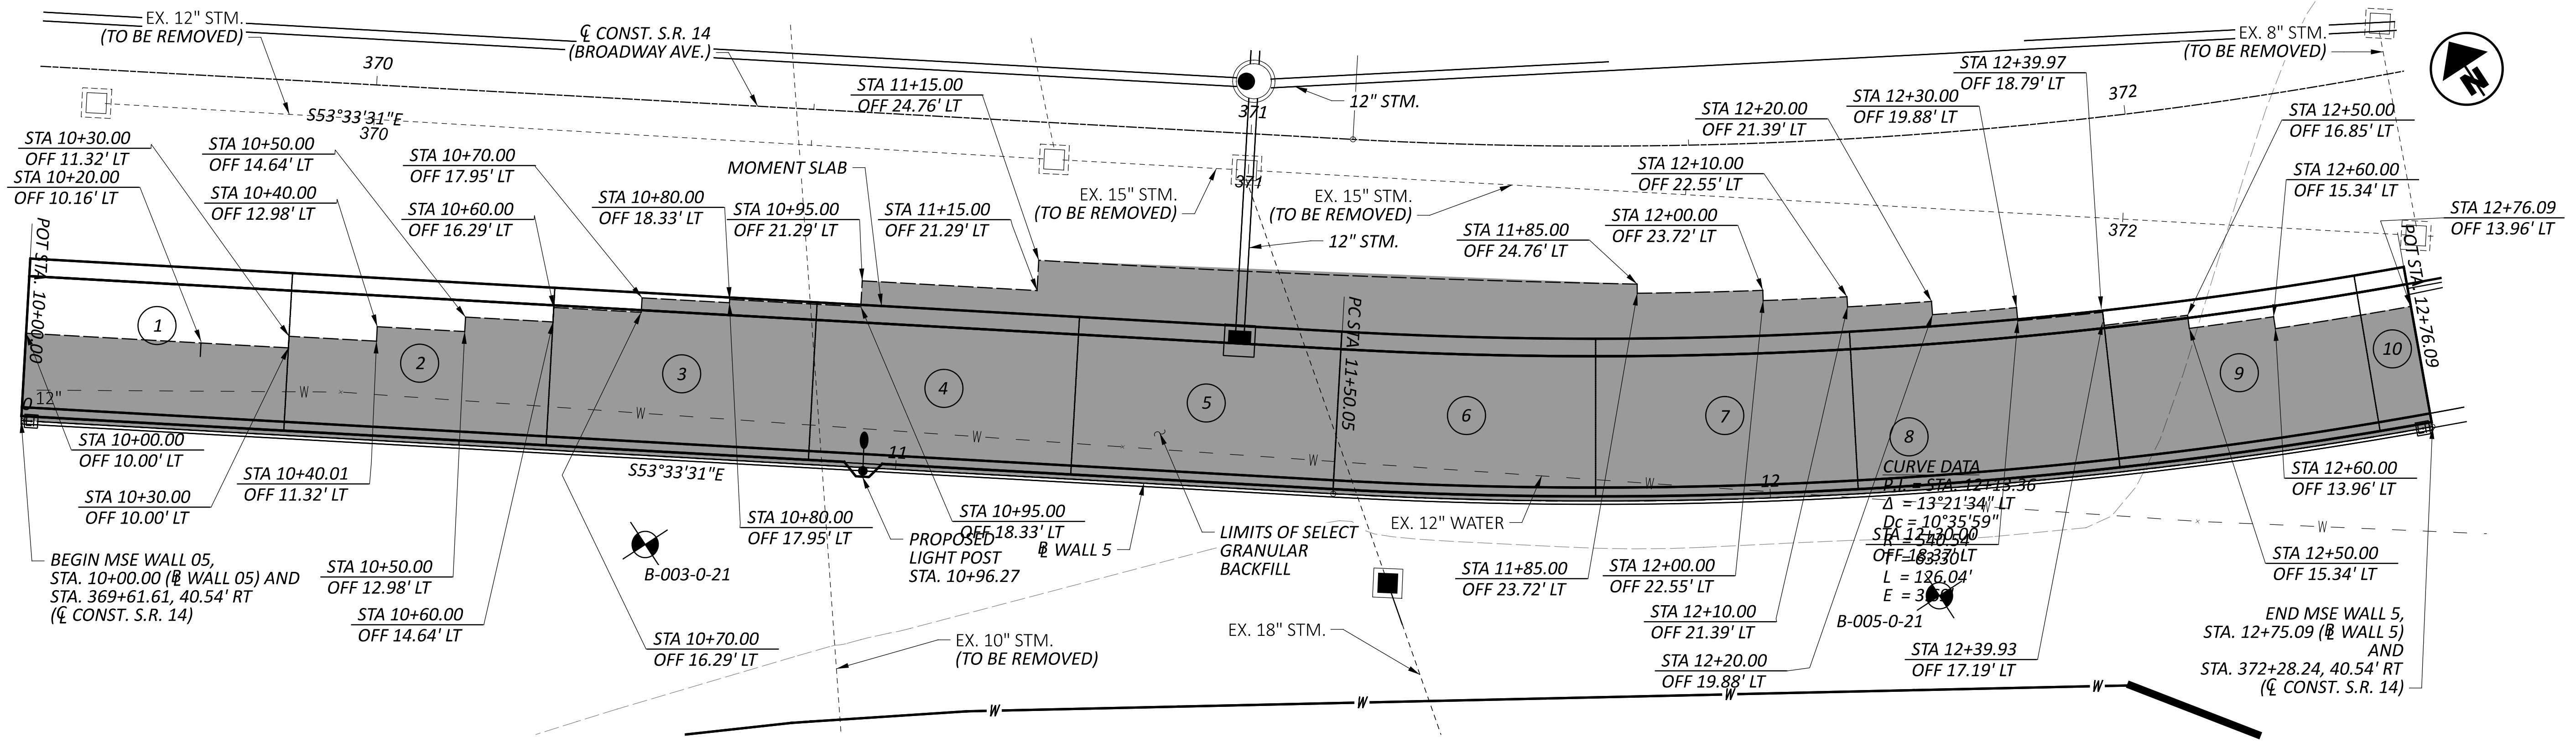 EX. 12" STM.
(TO BE REMOVED)
℄ CONST. S.R. 14
(BROADWAY AVE.)
370
S53°33'31"E
370
STA 11+15.00
OFF 24.76' LT
371
12" STM.
STA 12+39.97
OFF 18.79' LT
STA 12+20.00
OFF 21.39' LT
STA 12+30.00
OFF 19.88' LT
372
EX. 8" STM.
(TO BE REMOVED)
N
STA 12+50.00
OFF 16.85' LT
STA 10+30.00
OFF 11.32' LT
STA 10+20.00
OFF 10.16' LT
STA 10+50.00
OFF 14.64' LT
STA 10+40.00
OFF 12.98' LT
STA 10+70.00
OFF 17.95' LT
STA 10+60.00
OFF 16.29' LT
STA 10+80.00
OFF 18.33' LT
MOMENT SLAB
STA 10+95.00
OFF 21.29' LT
STA 11+15.00
OFF 21.29' LT
EX. 15" STM.
(TO BE REMOVED)
371
EX. 15" STM.
(TO BE REMOVED)
12" STM.
STA 12+10.00
OFF 22.55' LT
STA 12+00.00
OFF 23.72' LT
STA 11+85.00
OFF 24.76' LT
STA 12+60.00
OFF 15.34' LT
372
STA 12+76.09
OFF 13.96' LT
POT STA. 10+00.00
PC STA 11+50.05
POT STA. 12+76.09
1
2
3
4
5
6
7
8
9
10
W
W
W
W
W
W
W
0
12"
11
12
STA 10+00.00
OFF 10.00' LT
STA 10+30.00
OFF 10.00' LT
STA 10+40.01
OFF 11.32' LT
S53°33'31"E
BEGIN MSE WALL 05,
STA. 10+00.00 (BL WALL 05) AND
STA. 369+61.61, 40.54' RT
(℄ CONST. S.R. 14)
STA 10+50.00
OFF 12.98' LT
STA 10+60.00
OFF 14.64' LT
B-003-0-21
STA 10+70.00
OFF 16.29' LT
STA 10+80.00
OFF 17.95' LT
STA 10+95.00
OFF 18.33' LT
PROPOSED
LIGHT POST
STA. 10+96.27
BL WALL 5
LIMITS OF SELECT
GRANULAR
BACKFILL
EX. 12" WATER
EX. 10" STM.
(TO BE REMOVED)
EX. 18" STM.
STA 11+85.00
OFF 23.72' LT
STA 12+00.00
OFF 22.55' LT
STA 12+10.00
OFF 21.39' LT
STA 12+20.00
OFF 19.88' LT
CURVE DATA
P.I. = STA. 12+13.36
Δ = 13°21'34" LT
Dc = 10°35'59"
R = 540.54'
T = 63.30'
L = 126.04'
E = 3.69'
STA 12+30.00
OFF 18.37' LT
B-005-0-21
STA 12+39.93
OFF 17.19' LT
STA 12+60.00
OFF 13.96' LT
STA 12+50.00
OFF 15.34' LT
END MSE WALL 5,
STA. 12+75.09 (BL WALL 5)
AND
STA. 372+28.24, 40.54' RT
(℄ CONST. S.R. 14)
W
W
W
W